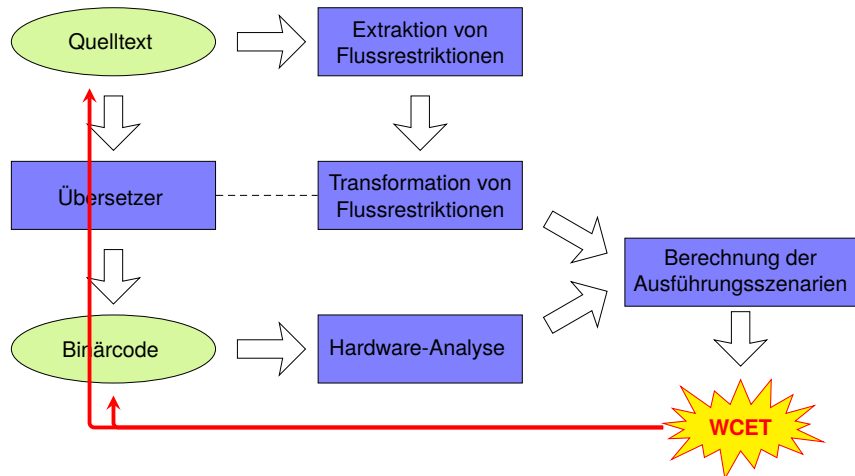 Quelltext
Extraktion von
Flussrestriktionen
Übersetzer
Transformation von
Flussrestriktionen
Berechnung der
Ausführungsszenarien
Binärcode
Hardware-Analyse
WCET